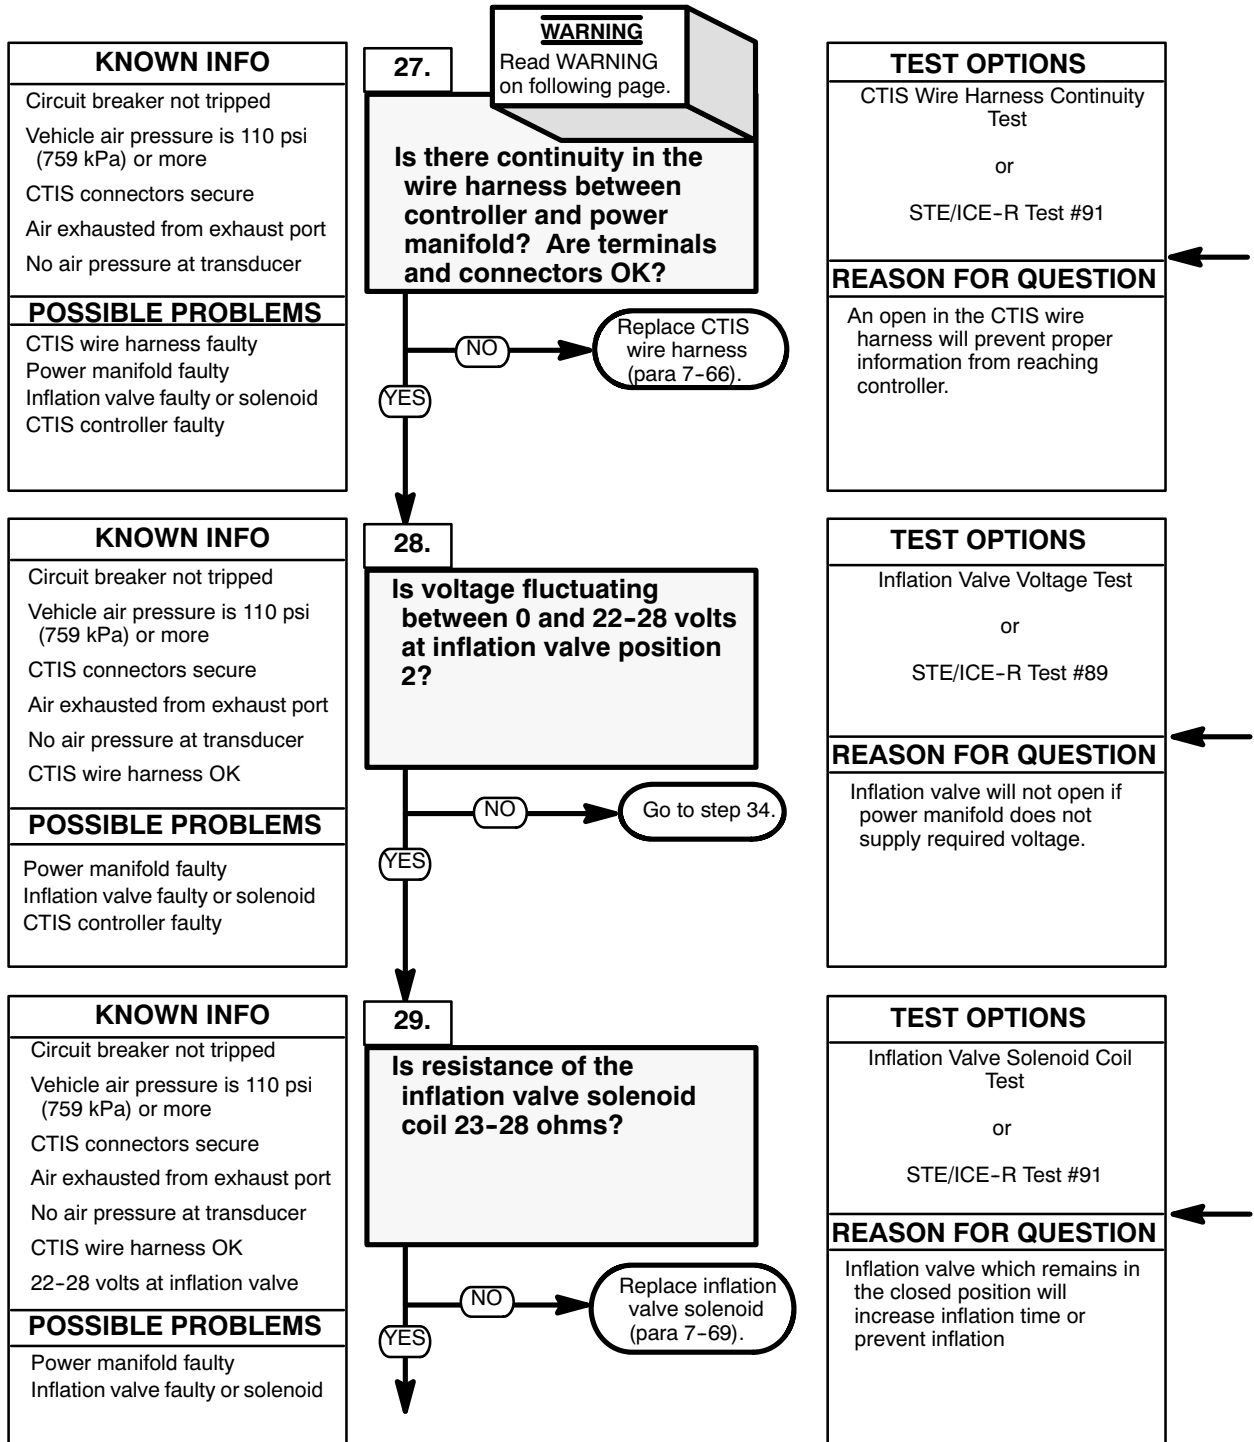 KNOWN INFO
Circuit breaker not tripped
Vehicle air pressure is 110 psi
(759 kPa) or more
CTIS connectors secure
Air exhausted from exhaust port
No air pressure at transducer
POSSIBLE PROBLEMS
CTIS wire harness faulty
Power manifold faulty
Inflation valve faulty or solenoid
CTIS controller faulty
27.
WARNING
Read WARNING
on following page.
Is there continuity in the
wire harness between
controller and power
manifold? Are terminals
and connectors OK?
NO
Replace CTIS
wire harness
(para 7-66).
YES
TEST OPTIONS
CTIS Wire Harness Continuity
Test
or
STE/ICE-R Test #91
REASON FOR QUESTION
An open in the CTIS wire
harness will prevent proper
information from reaching
controller.
KNOWN INFO
Circuit breaker not tripped
Vehicle air pressure is 110 psi
(759 kPa) or more
CTIS connectors secure
Air exhausted from exhaust port
No air pressure at transducer
CTIS wire harness OK
POSSIBLE PROBLEMS
Power manifold faulty
Inflation valve faulty or solenoid
CTIS controller faulty
28.
Is voltage fluctuating
between 0 and 22-28 volts
at inflation valve position
2?
NO
Go to step 34.
YES
TEST OPTIONS
Inflation Valve Voltage Test
or
STE/ICE-R Test #89
REASON FOR QUESTION
Inflation valve will not open if
power manifold does not
supply required voltage.
KNOWN INFO
Circuit breaker not tripped
Vehicle air pressure is 110 psi
(759 kPa) or more
CTIS connectors secure
Air exhausted from exhaust port
No air pressure at transducer
CTIS wire harness OK
22-28 volts at inflation valve
POSSIBLE PROBLEMS
Power manifold faulty
Inflation valve faulty or solenoid
29.
Is resistance of the
inflation valve solenoid
coil 23-28 ohms?
NO
Replace inflation
valve solenoid
(para 7-69).
YES
TEST OPTIONS
Inflation Valve Solenoid Coil
Test
or
STE/ICE-R Test #91
REASON FOR QUESTION
Inflation valve which remains in
the closed position will
increase inflation time or
prevent inflation